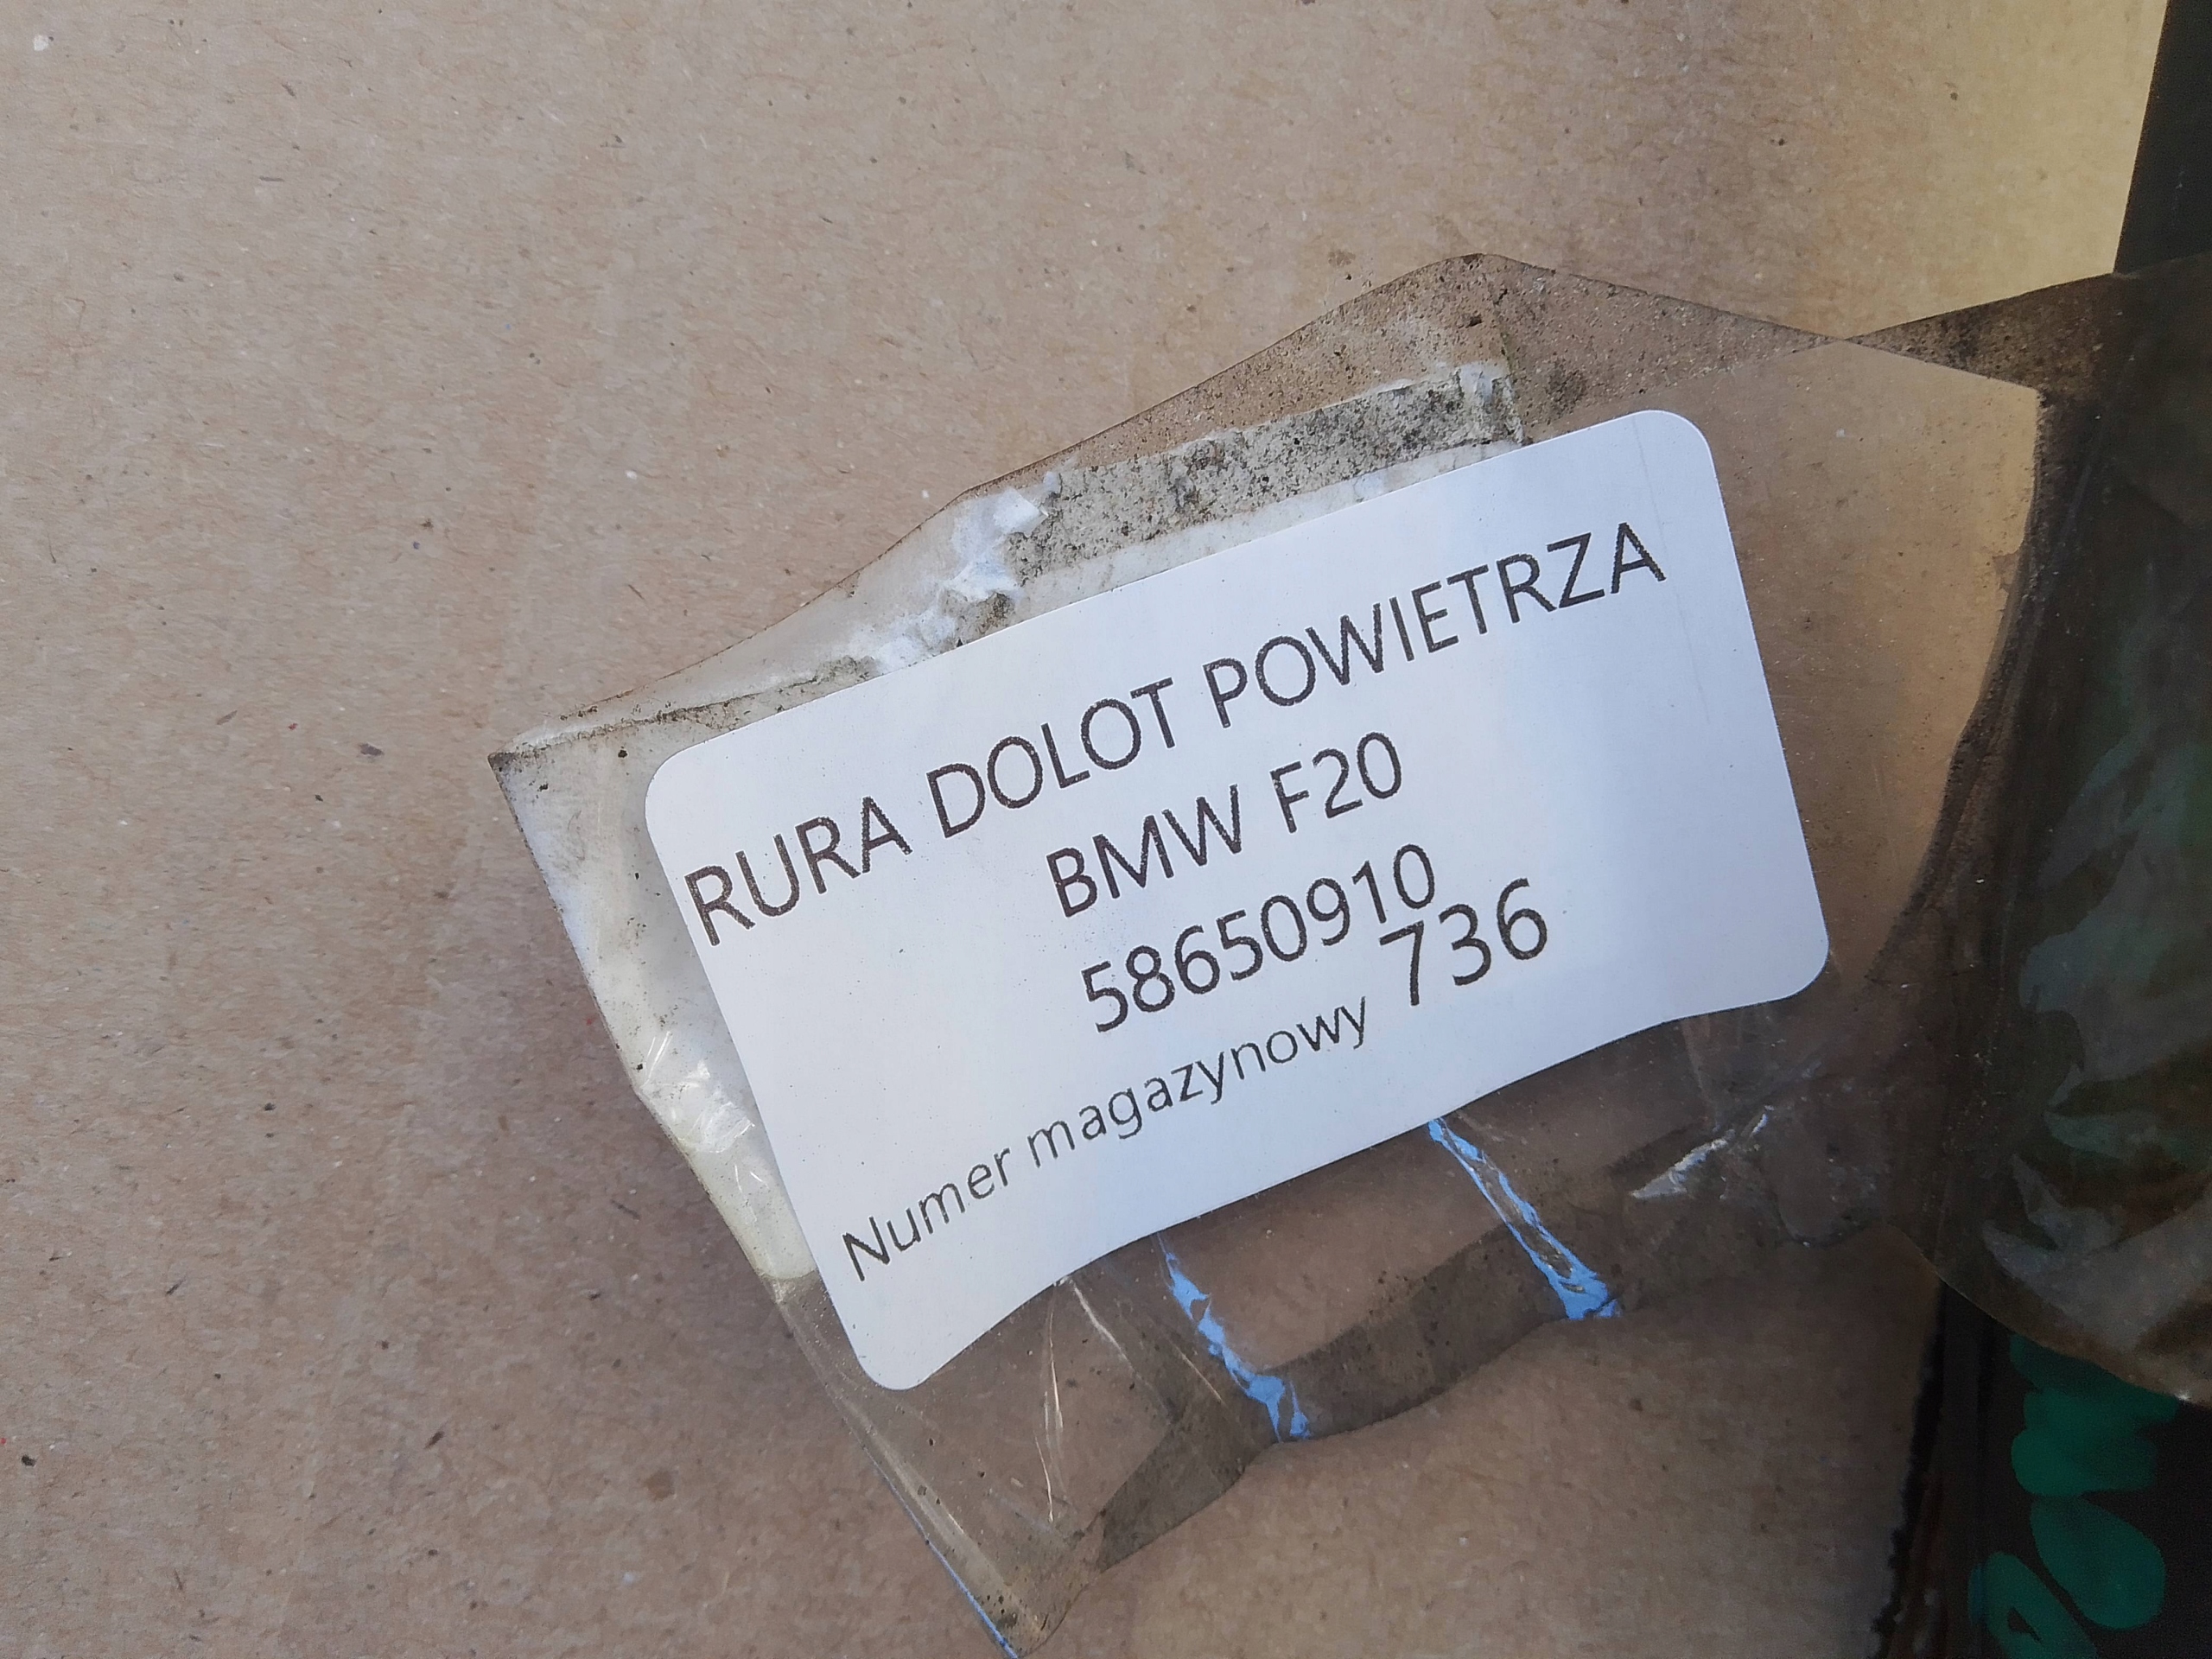 RURA DOLOT POWIETRZA
BMW F20
58650910
Numer magazynowy 736